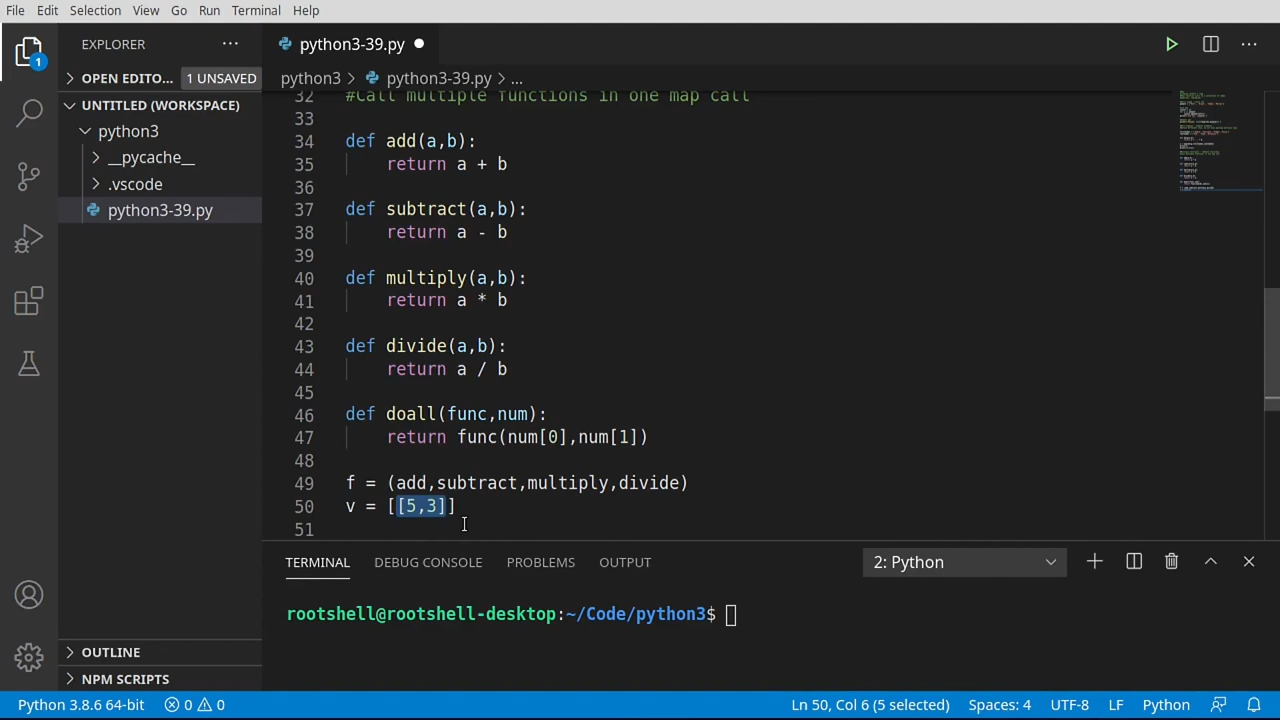 File Edit Selection View Go Run Terminal Help
EXPLORER
python3-39.py
1
OPEN EDITO... 1 UNSAVED
python3 > python3-39.py > ...
UNTITLED (WORKSPACE)
python3
__pycache__
.vscode
python3-39.py
32 #Call multiple functions in one map call
33
34 def add(a,b):
35 return a + b
36
37 def subtract(a,b):
38 return a - b
39
40 def multiply(a,b):
41 return a * b
42
43 def divide(a,b):
44 return a / b
45
46 def doall(func,num):
47 return func(num[0],num[1])
48
49 f = (add,subtract,multiply,divide)
50 v = [[5,3]]
51
TERMINAL DEBUG CONSOLE PROBLEMS OUTPUT 2: Python
rootshell@rootshell-desktop:~/Code/python3$
OUTLINE
NPM SCRIPTS
Python 3.8.6 64-bit 0 0 Ln 50, Col 6 (5 selected) Spaces: 4 UTF-8 LF Python